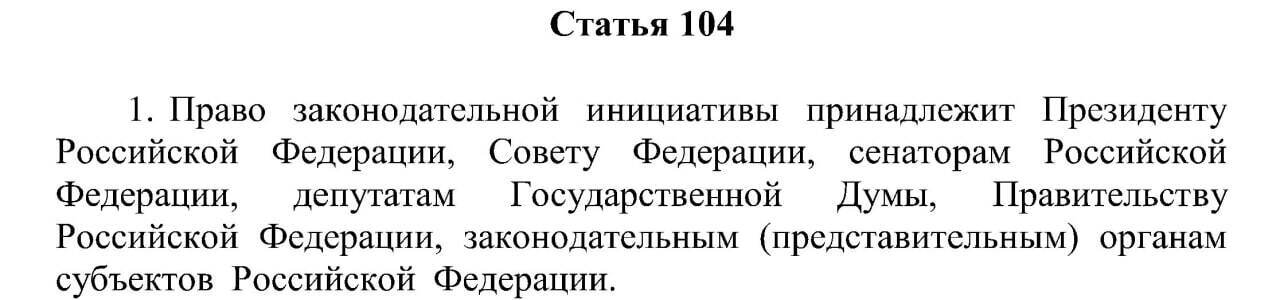 Статья 104
1. Право законодательной инициативы принадлежит Президенту
Российской Федерации, Совету Федерации, сенаторам Российской
Федерации, депутатам Государственной Думы, Правительству
Российской Федерации, законодательным (представительным) органам
субъектов Российской Федерации.